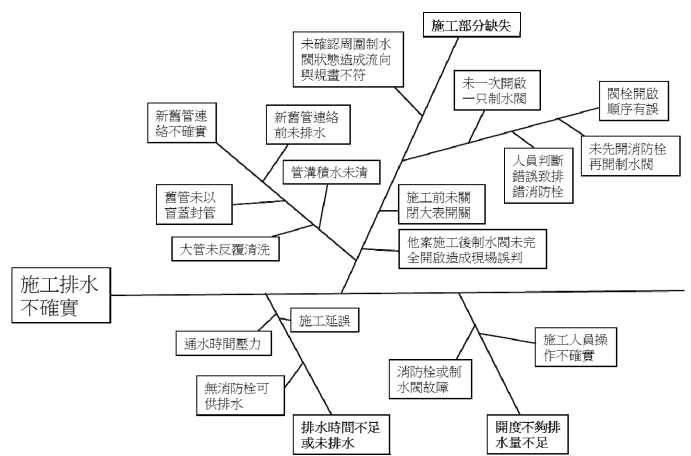 施工部分缺失
未確認周圍制水
閥狀態造成流向
與規畫不符
未一次開啟
一只制水閥
閥栓開啟
順序有誤
新舊管連
絡不確實
新舊管連絡
前未排水
未先開消防栓
再開制水閥
人員判斷
錯誤致排
錯消防栓
管溝積水未清
舊管未以
盲蓋封管
施工前未關
閉大表開關
大管未反覆清洗
他案施工後制水閥未完
全開啟造成現場誤判
施工排水
不確實
施工延誤
通水時間壓力
施工人員操
作不確實
消防栓或制
水閥故障
無消防栓可
供排水
排水時間不足
或未排水
開度不夠排
水量不足